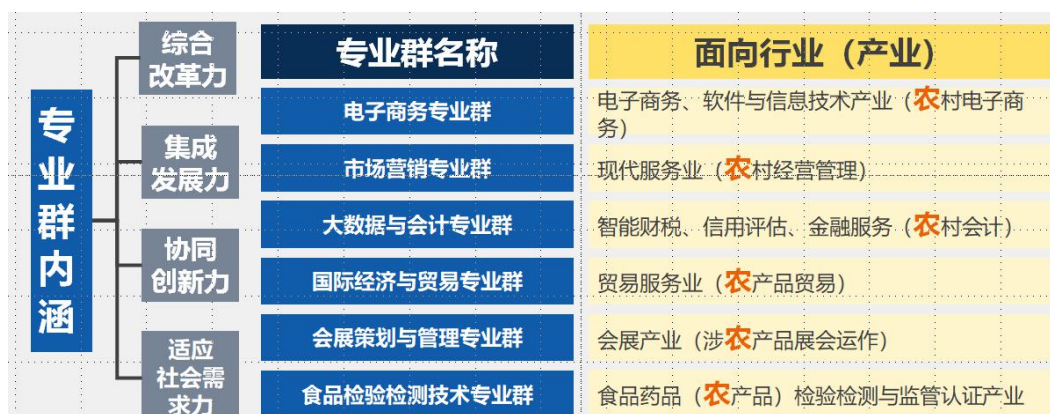 专业群内涵
综合
改革力
集成
发展力
协同
创新力
适应
社会需
求力
专业群名称
面向行业（产业）
电子商务专业群
电子商务、软件与信息技术产业（农村电子商
务）
市场营销专业群
现代服务业（农村经营管理）
大数据与会计专业群
智能财税、信用评估、金融服务（农村会计）
国际经济与贸易专业群
贸易服务业（农产品贸易）
会展策划与管理专业群
会展产业（涉农产品展会运作）
食品检验检测技术专业群
食品药品（农产品）检验检测与监管认证产业